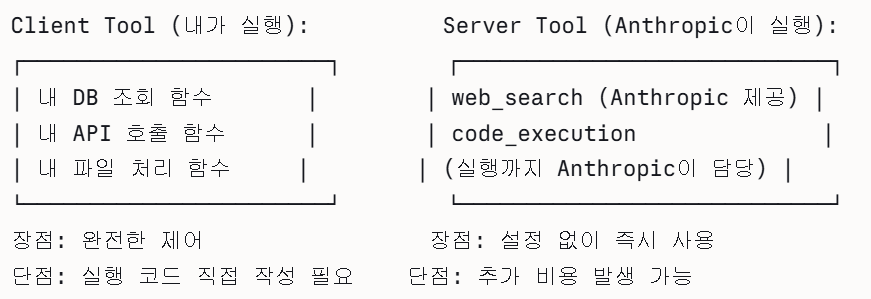 Client Tool (내가 실행):                Server Tool (Anthropic이 실행):
┌─────────────────────────┐             ┌─────────────────────────────┐
│ 내 DB 조회 함수         │             │ web_search (Anthropic 제공) │
│ 내 API 호출 함수        │             │ code_execution              │
│ 내 파일 처리 함수       │             │ (실행까지 Anthropic이 담당) │
└─────────────────────────┘             └─────────────────────────────┘
장점: 완전한 제어                       장점: 설정 없이 즉시 사용
단점: 실행 코드 직접 작성 필요          단점: 추가 비용 발생 가능